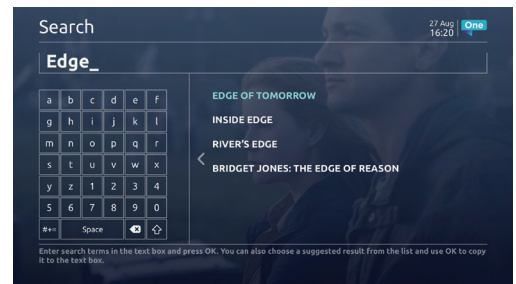 Search
27 Aug
16:20
One
Edge_
a b c d e f
g h i j k l
m n o p q r
s t u v w x
y z 1 2 3 4
5 6 7 8 9 0
#+= Space
EDGE OF TOMORROW
INSIDE EDGE
RIVER'S EDGE
BRIDGET JONES: THE EDGE OF REASON
Enter search terms in the text box and press OK. You can also choose a suggested result from the list and use OK to copy
it to the text box.